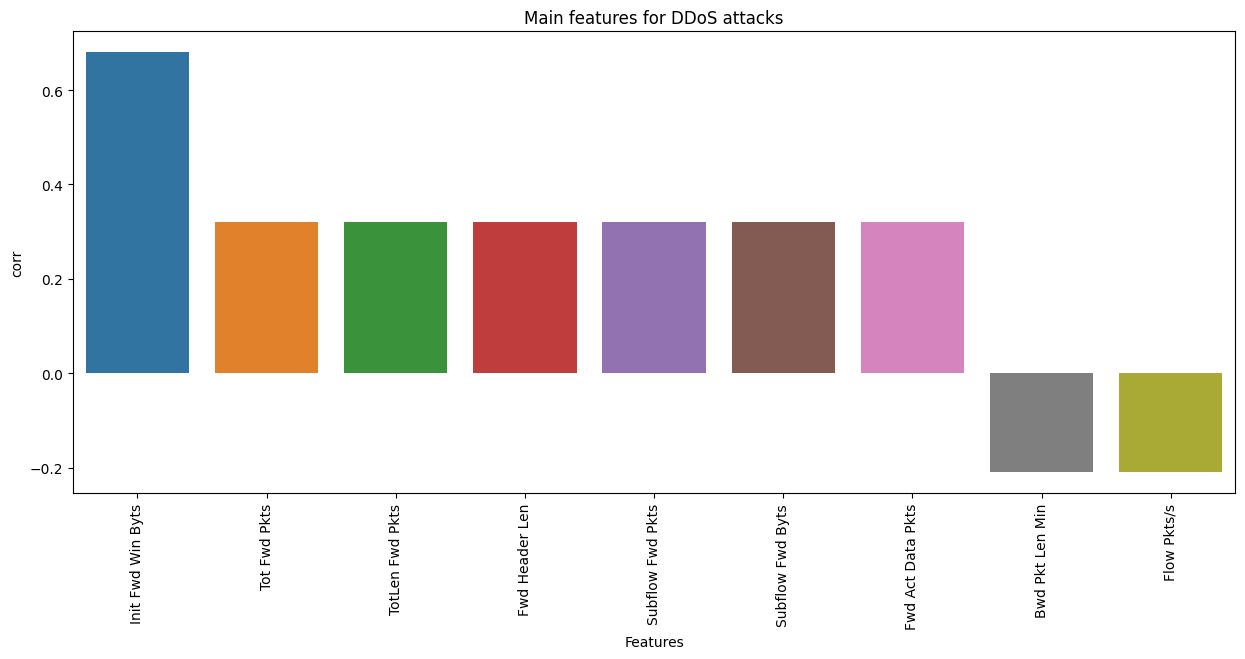 Main features for DDoS attacks
corr
0.6
0.4
0.2
0.0
−0.2
Init Fwd Win Byts
Tot Fwd Pkts
TotLen Fwd Pkts
Fwd Header Len
Subflow Fwd Pkts
Subflow Fwd Byts
Fwd Act Data Pkts
Bwd Pkt Len Min
Flow Pkts/s
Features